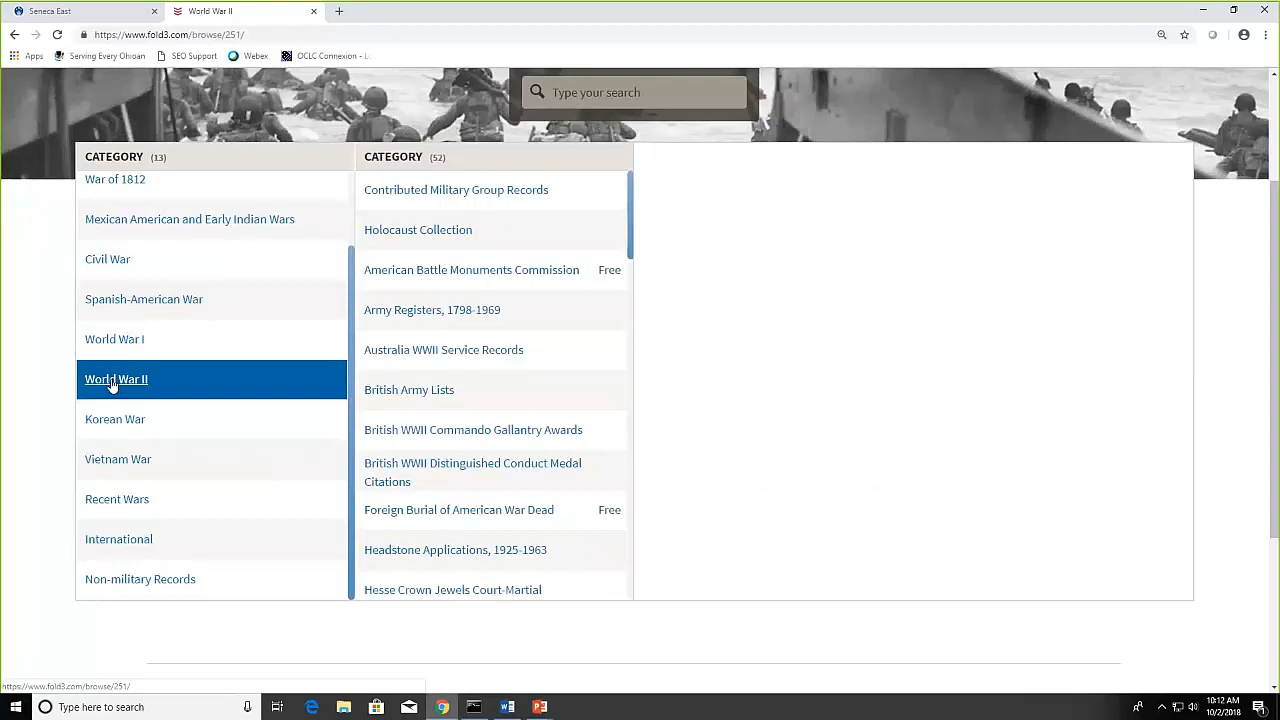 Seneca East
World War II
https://www.fold3.com/browse/251/
Apps
Serving Every Ohioan
SEO Support
Webex
OCLC Connexion - L
Type your search
CATEGORY (13)
War of 1812
Mexican American and Early Indian Wars
Civil War
Spanish-American War
World War I
World War II
Korean War
Vietnam War
Recent Wars
International
Non-military Records
CATEGORY (52)
Contributed Military Group Records
Holocaust Collection
American Battle Monuments Commission Free
Army Registers, 1798-1969
Australia WWII Service Records
British Army Lists
British WWII Commando Gallantry Awards
British WWII Distinguished Conduct Medal
Citations
Foreign Burial of American War Dead Free
Headstone Applications, 1925-1963
Hesse Crown Jewels Court-Martial
https://www.fold3.com/browse/251/
Type here to search
10:12 AM
10/2/2018